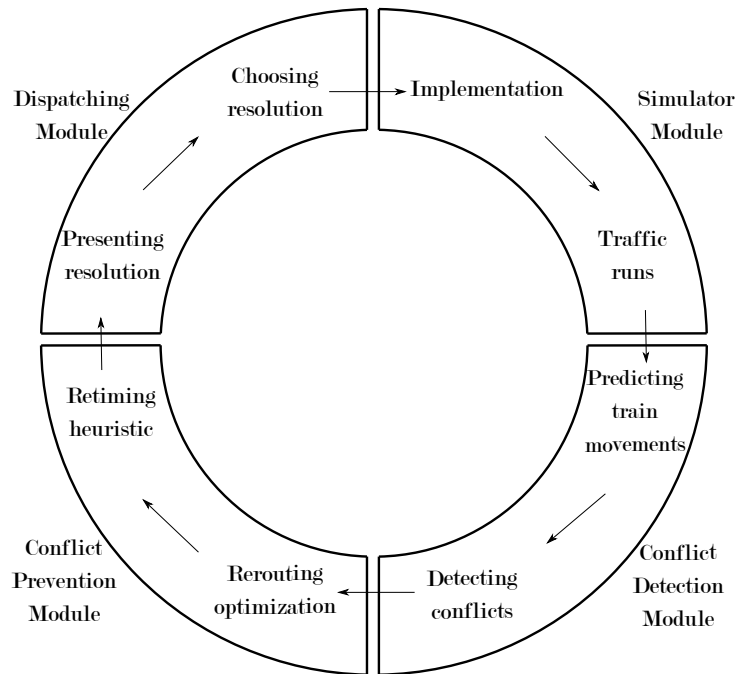 Choosing
resolution
Implementation
Dispatching
Module
Simulator
Module
Presenting
resolution
Traffic
runs
Retiming
heuristic
Predicting
train
movements
Conflict
Prevention
Module
Rerouting
optimization
Detecting
conflicts
Conflict
Detection
Module